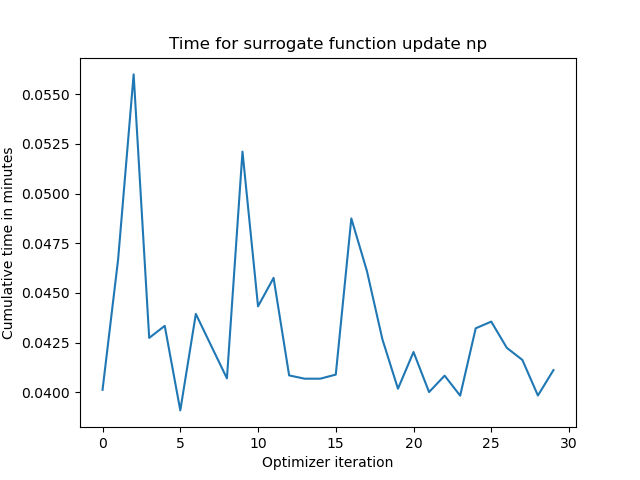 Time for surrogate function update np
Cumulative time in minutes
0.0550
0.0525
0.0500
0.0475
0.0450
0.0425
0.0400
0 5 10 15 20 25 30
Optimizer iteration